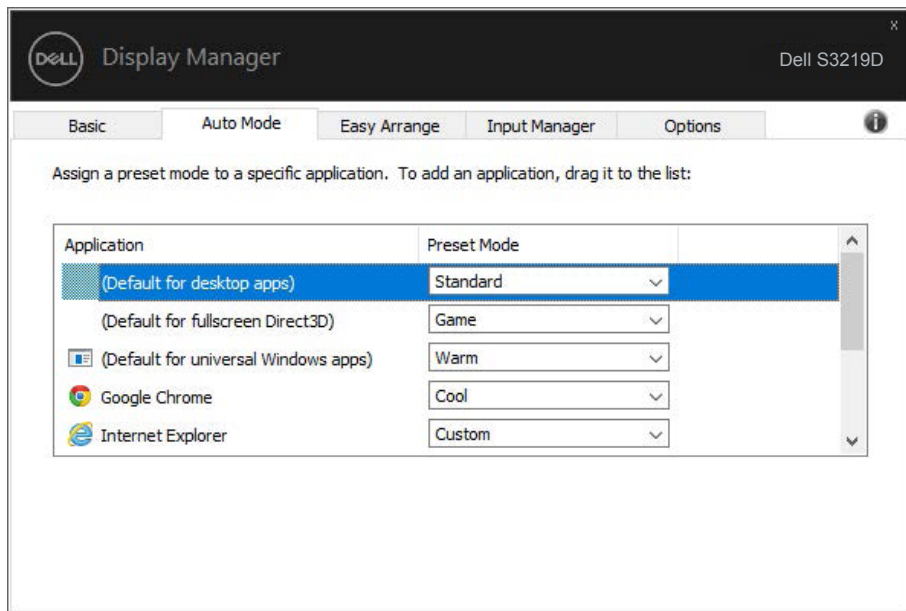 x
DELL Display Manager Dell S3219D
Basic Auto Mode Easy Arrange Input Manager Options i
Assign a preset mode to a specific application. To add an application, drag it to the list:
Application Preset Mode
(Default for desktop apps) Standard
(Default for fullscreen Direct3D) Game
(Default for universal Windows apps) Warm
Google Chrome Cool
Internet Explorer Custom